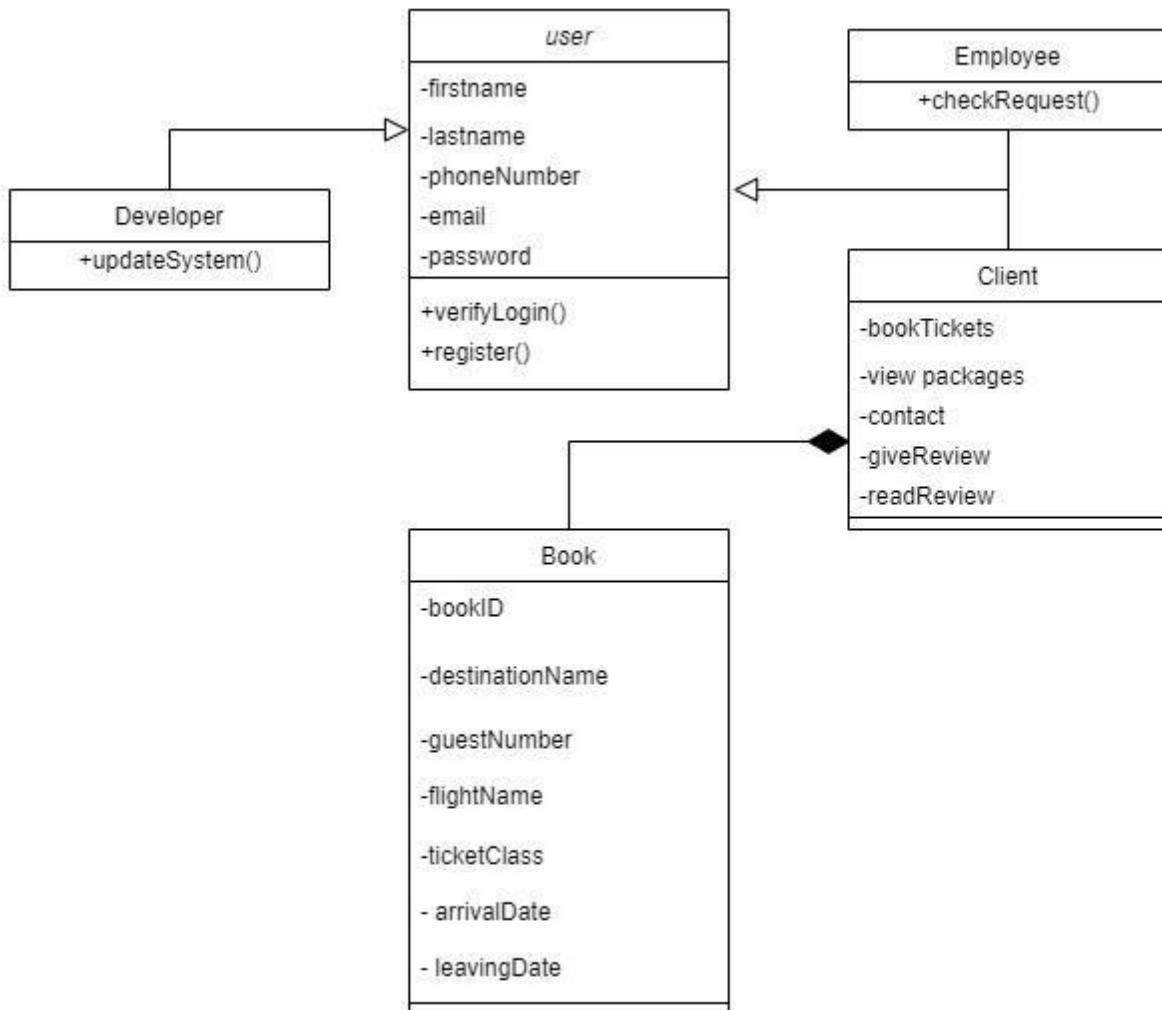 user
-firstname
-lastname
-phoneNumber
-email
-password
+verifyLogin()
+register()
Employee
+checkRequest()
Developer
+updateSystem()
Client
-bookTickets
-view packages
-contact
-giveReview
-readReview
Book
-bookID
-destinationName
-guestNumber
-flightName
-ticketClass
- arrivalDate
- leavingDate